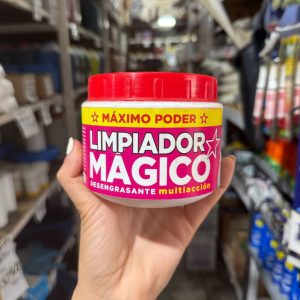 ☆ MÁXIMO PODER ☆
LIMPIADOR
MÁGICO
DESENGRASANTE multiacción